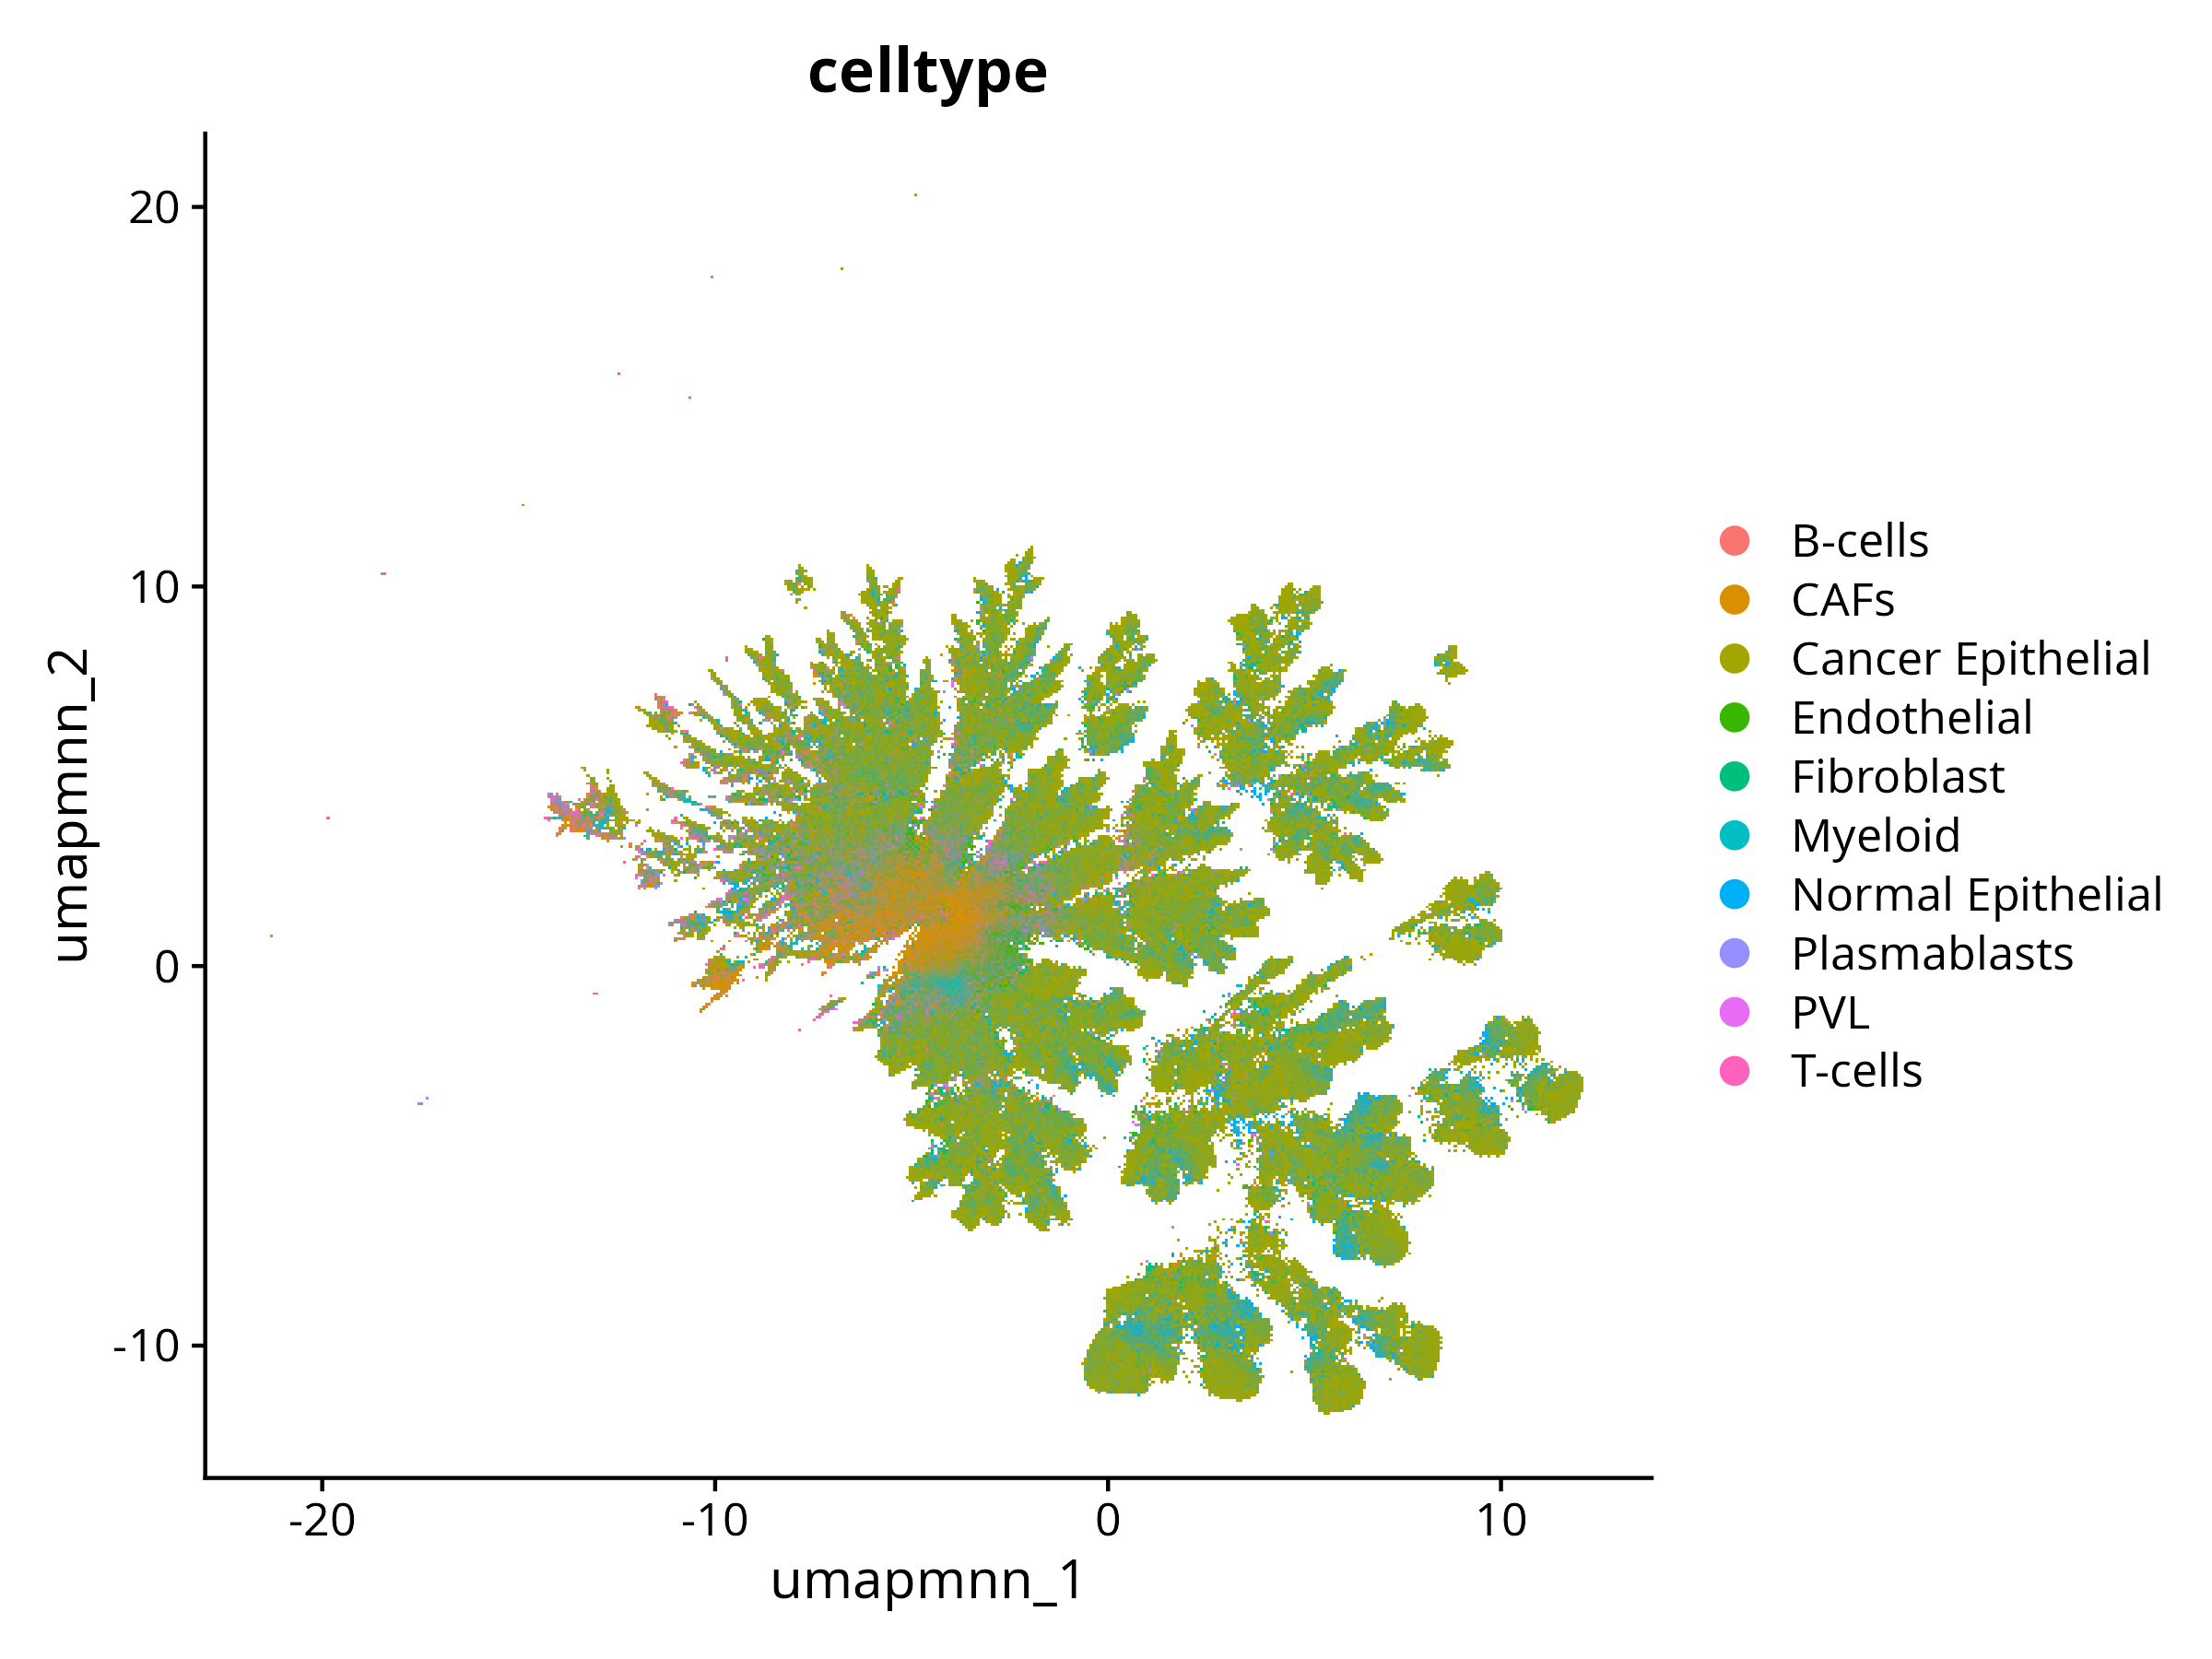 celltype
20
10
0
-10
umapmnn_2
-20
-10
0
10
umapmnn_1
B-cells
CAFs
Cancer Epithelial
Endothelial
Fibroblast
Myeloid
Normal Epithelial
Plasmablasts
PVL
T-cells